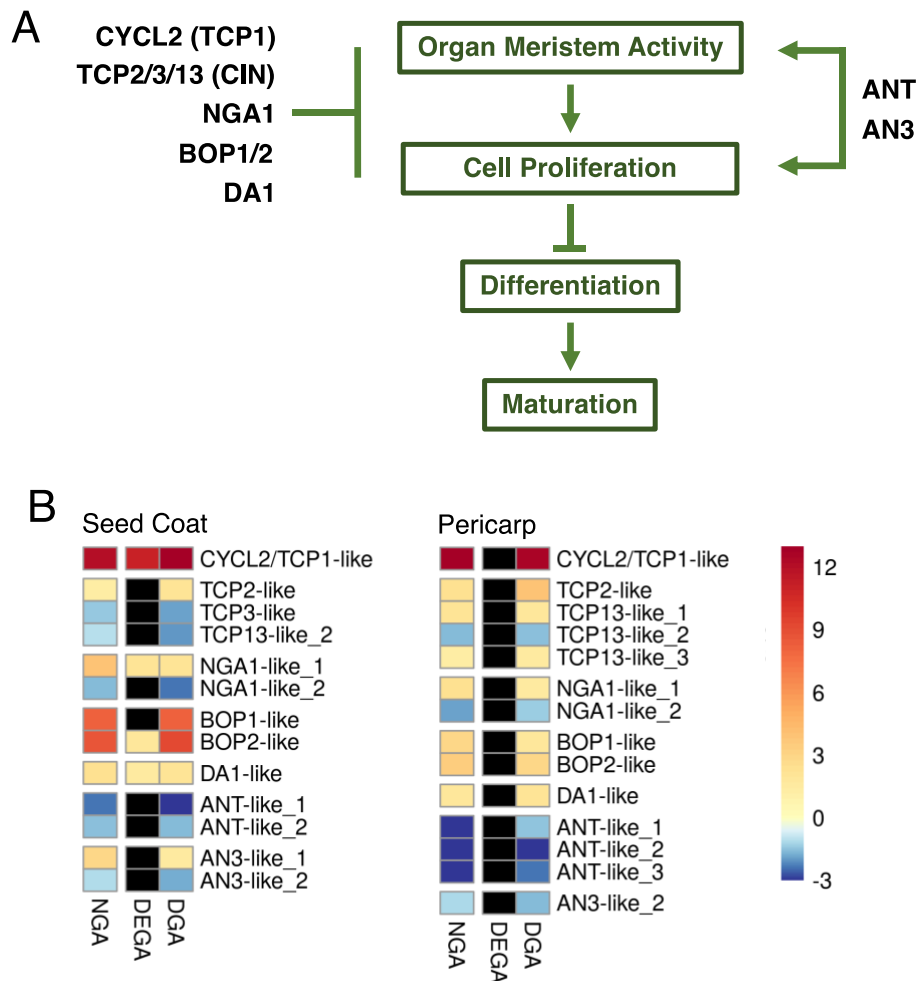 A
CYCL2 (TCP1)
TCP2/3/13 (CIN)
NGA1
BOP1/2
DA1
Organ Meristem Activity
Cell Proliferation
Differentiation
Maturation
ANT
AN3
B
Seed Coat
CYCL2/TCP1-like
TCP2-like
TCP3-like
TCP13-like_2
NGA1-like_1
NGA1-like_2
BOP1-like
BOP2-like
DA1-like
ANT-like_1
ANT-like_2
AN3-like_1
AN3-like_2
NGA
DEGA
DGA
Pericarp
CYCL2/TCP1-like
TCP2-like
TCP13-like_1
TCP13-like_2
TCP13-like_3
NGA1-like_1
NGA1-like_2
BOP1-like
BOP2-like
DA1-like
ANT-like_1
ANT-like_2
ANT-like_3
AN3-like_2
NGA
DEGA
DGA
12
9
6
3
0
-3